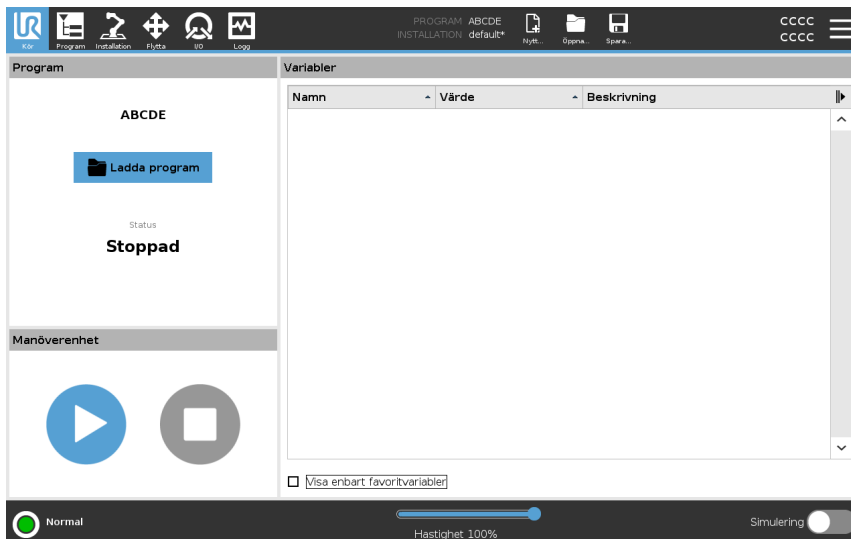 UR
Kör
Program
Installation
Flytta
I/O
Logg
PROGRAM ABCDE
INSTALLATION default*
Nytt...
Öppna...
Spara...
CCCC
CCCC
Program
ABCDE
Ladda program
Status
Stoppad
Manöverenhet
Variabler
Namn
Värde
Beskrivning
Visa enbart favoritvariabler
Normal
Hastighet 100%
Simulering